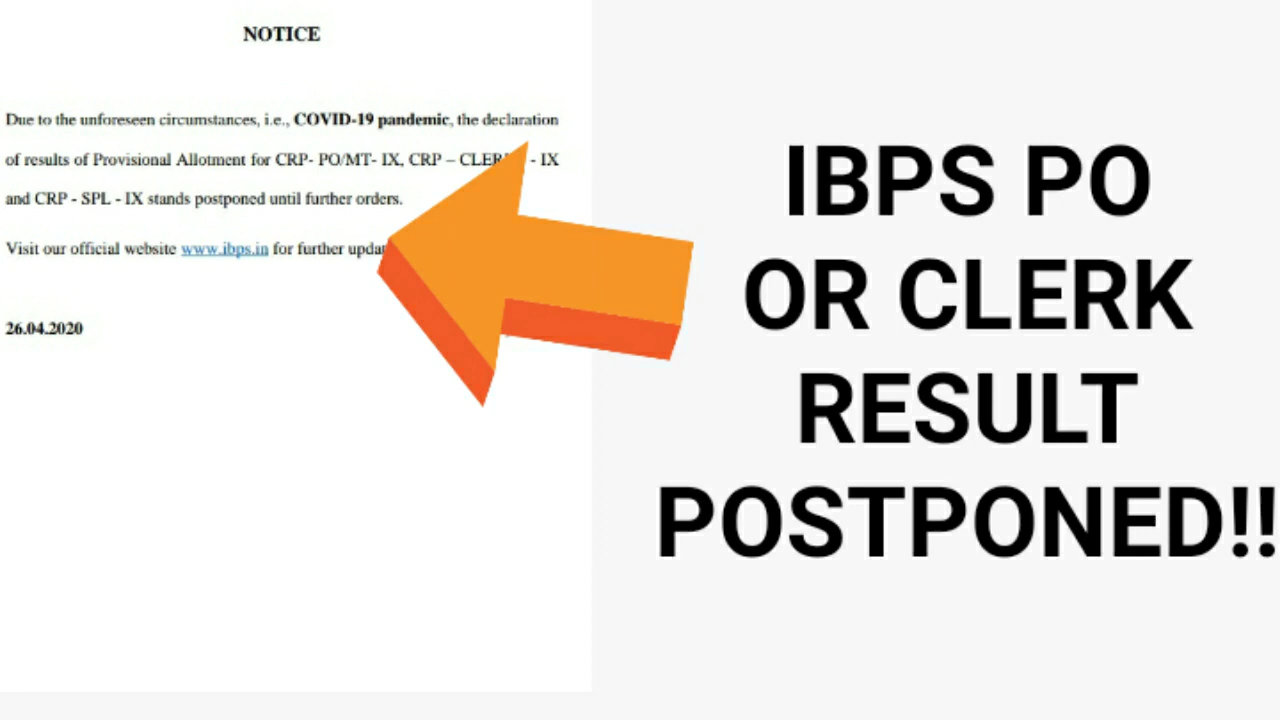 NOTICE
Due to the unforeseen circumstances, i.e., COVID-19 pandemic, the declaration
of results of Provisional Allotment for CRP- PO/MT- IX, CRP – - IX
and CRP - SPL - IX stands postponed until further orders.
Visit our official website www.ibps.in for further
26.04.2020
IBPS PO
OR CLERK
RESULT
POSTPONED!!